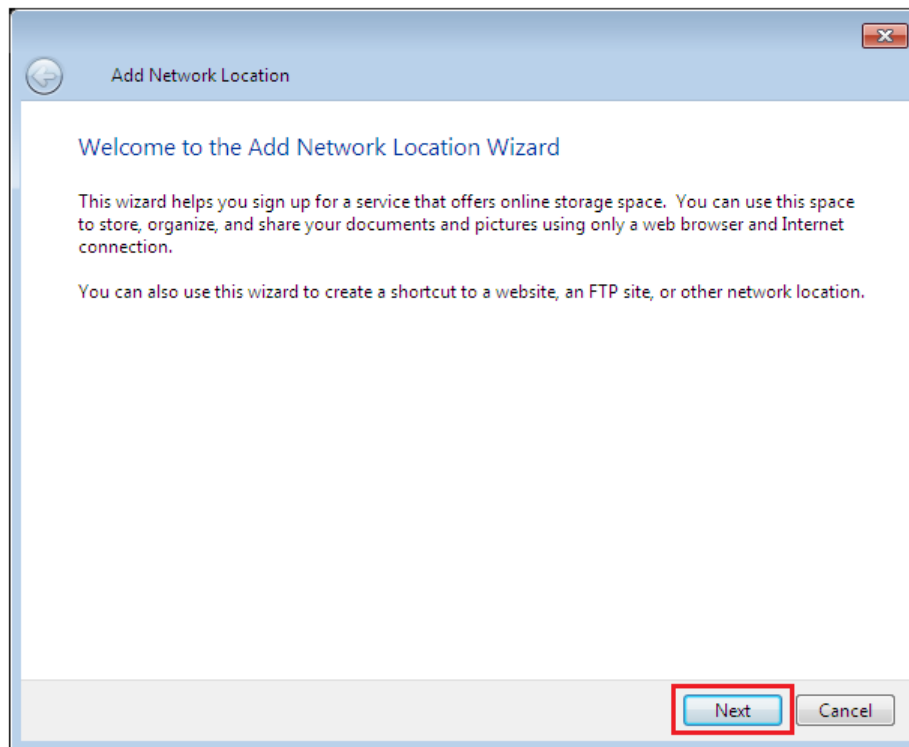 Add Network Location
Welcome to the Add Network Location Wizard
This wizard helps you sign up for a service that offers online storage space.  You can use this space
to store, organize, and share your documents and pictures using only a web browser and Internet
connection.
You can also use this wizard to create a shortcut to a website, an FTP site, or other network location.
Next
Cancel